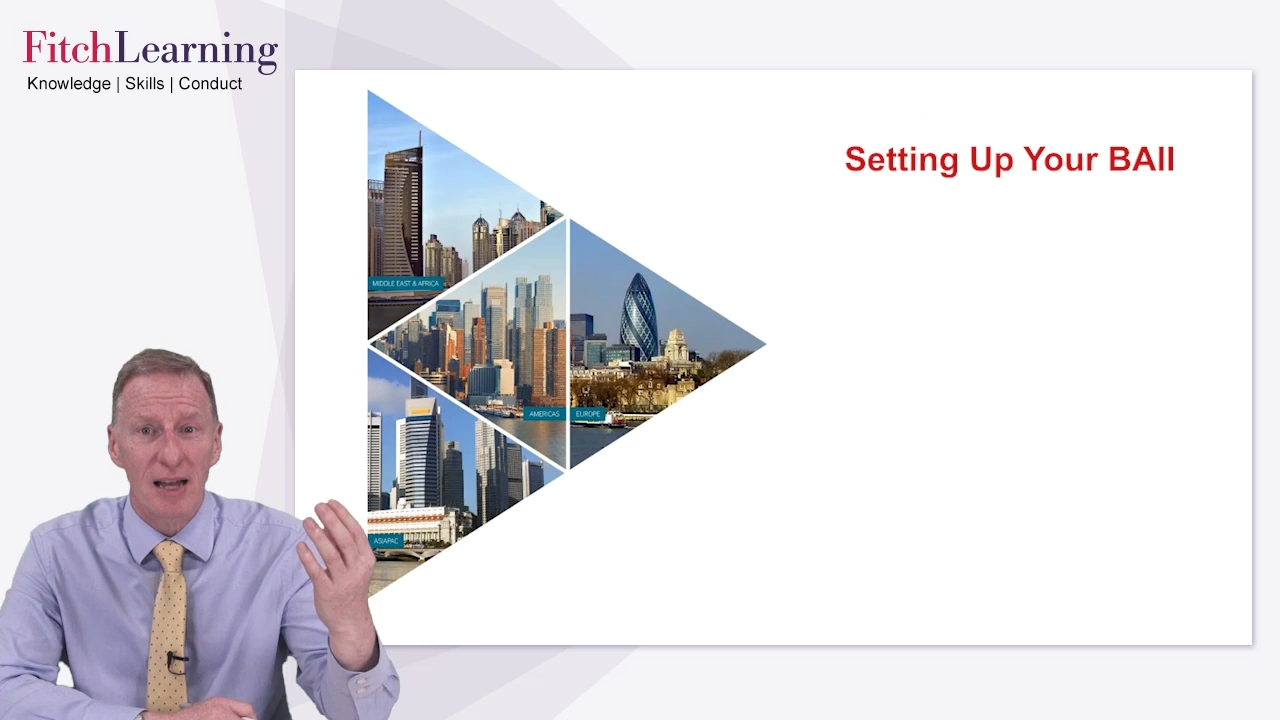 FitchLearning
Knowledge | Skills | Conduct
Setting Up Your BAII
MIDDLE EAST & AFRICA
AMERICAS
EUROPE
ASIAPAC